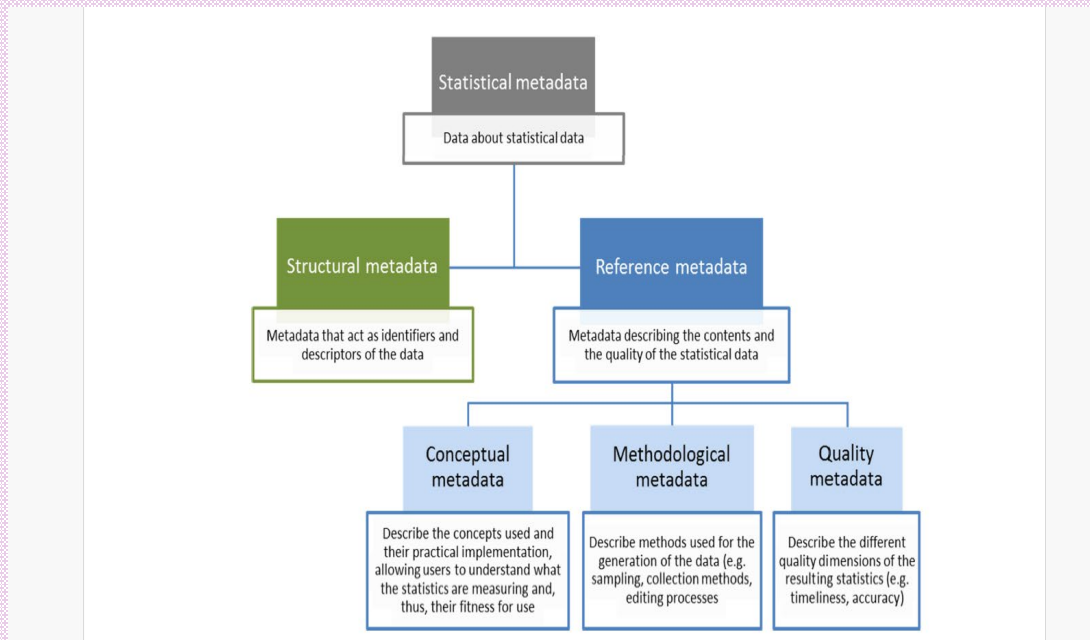 Statistical metadata
Data about statistical data
Structural metadata
Metadata that act as identifiers and
descriptors of the data
Reference metadata
Metadata describing the contents and
the quality of the statistical data
Conceptual
metadata
Describe the concepts used and
their practical implementation,
allowing users to understand what
the statistics are measuring and,
thus, their fitness for use
Methodological
metadata
Describe methods used for the
generation of the data (e.g.
sampling, collection methods,
editing processes
Quality
metadata
Describe the different
quality dimensions of the
resulting statistics (e.g.
timeliness, accuracy)